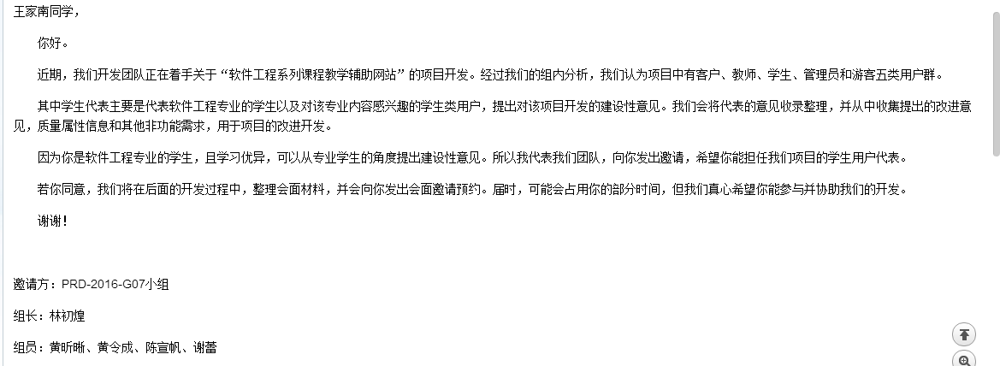 王家南同学，
你好。
近期，我们开发团队正在着手关于“软件工程系列课程教学辅助网站”的项目开发。经过我们的组内分析，我们认为项目中有客户、教师、学生、管理员和游客五类用户群。
其中学生代表主要是代表软件工程专业的学生以及对该专业内容感兴趣的学生类用户，提出对该项目开发的建设性意见。我们会将代表的意见收录整理，并从中收集提出的改进意
见，质量属性信息和其他非功能需求，用于项目的改进开发。
因为你是软件工程专业的学生，且学习优异，可以从专业学生的角度提出建设性意见。所以我代表我们团队，向你发出邀请，希望你能担任我们项目的学生用户代表。
若你同意，我们将在后面的开发过程中，整理会面材料，并会向你发出会面邀请预约。届时，可能会占用你的部分时间，但我们真心希望你能参与并协助我们的开发。
谢谢！
邀请方：PRD-2016-G07小组
组长：林初煌
组员：黄昕晰、黄令成、陈宣帆、谢蕾